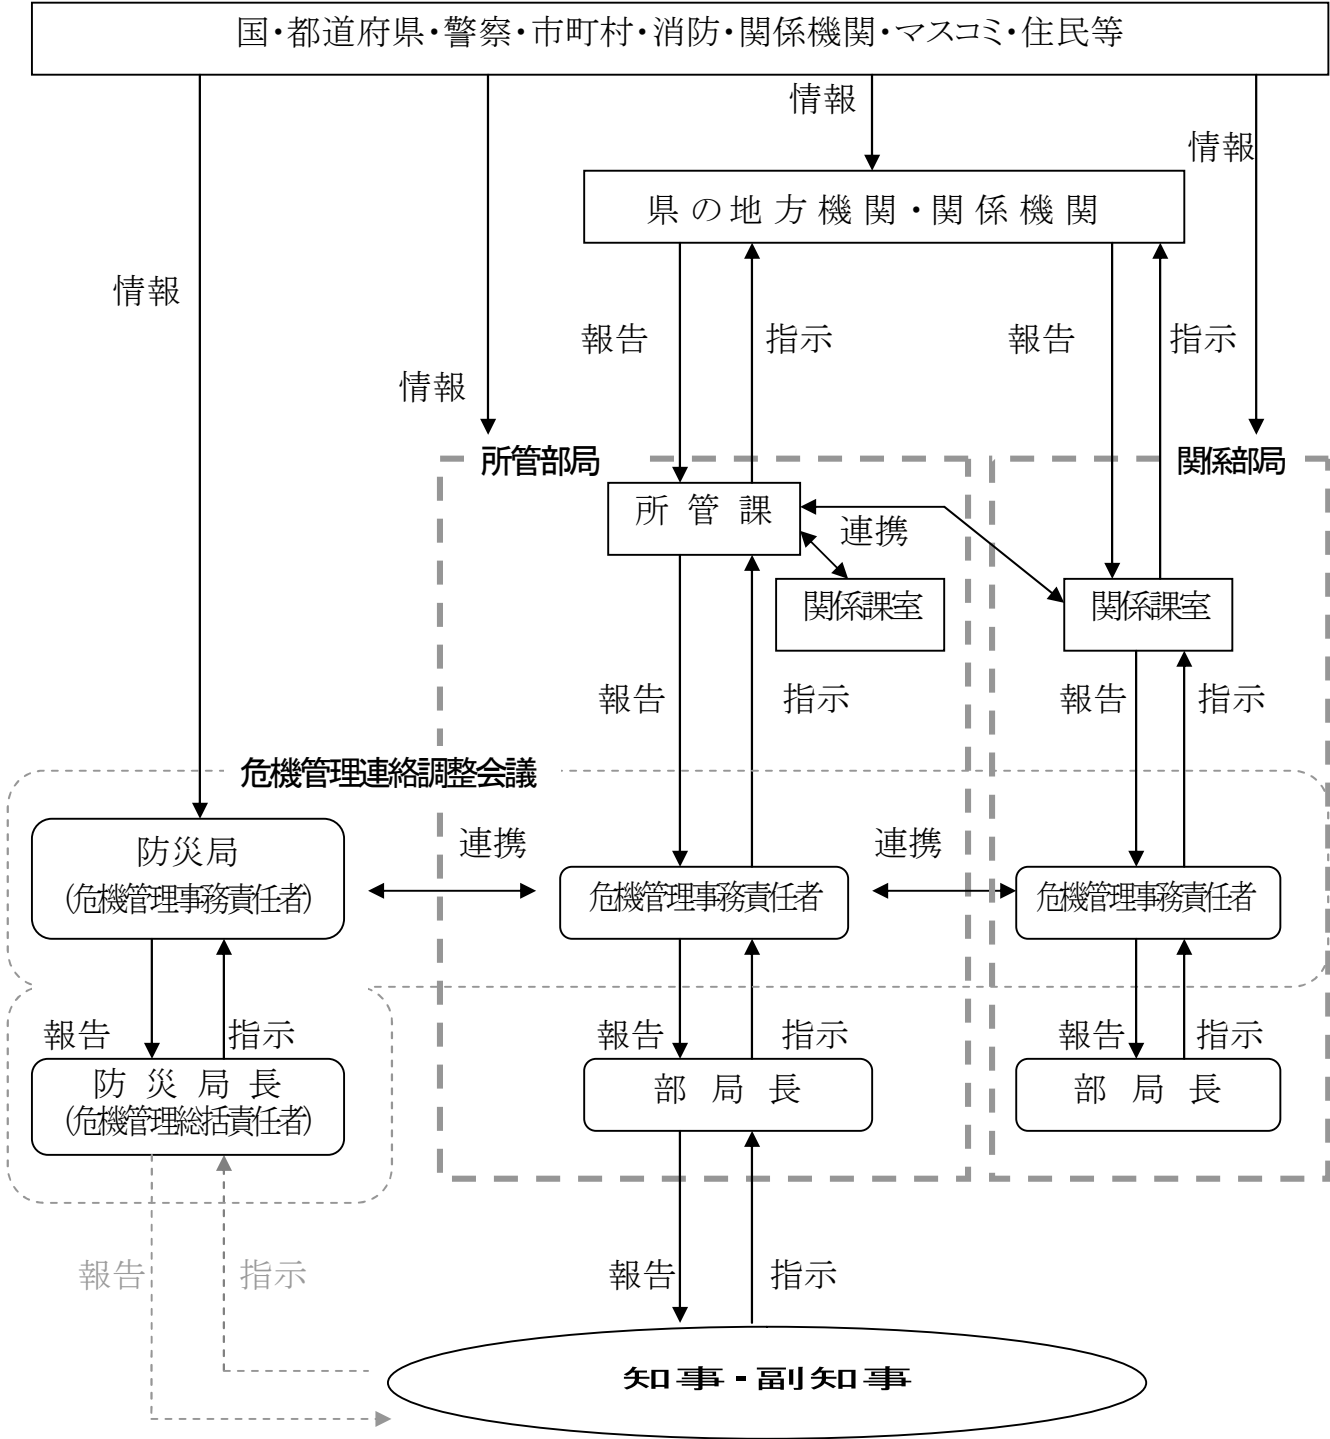 国・都道府県・警察・市町村・消防・関係機関・マスコミ・住民等
情報
情報
県の地方機関・関係機関
情報
報告
指示
報告
指示
情報
所管部局
関係部局
所管課
連携
関係課室
関係課室
報告
指示
報告
指示
危機管理連絡調整会議
防災局
(危機管理事務責任者)
連携
危機管理事務責任者
連携
危機管理事務責任者
報告
指示
報告
指示
報告
指示
防災局長
(危機管理総括責任者)
部局長
部局長
報告
指示
報告
指示
知事-副知事